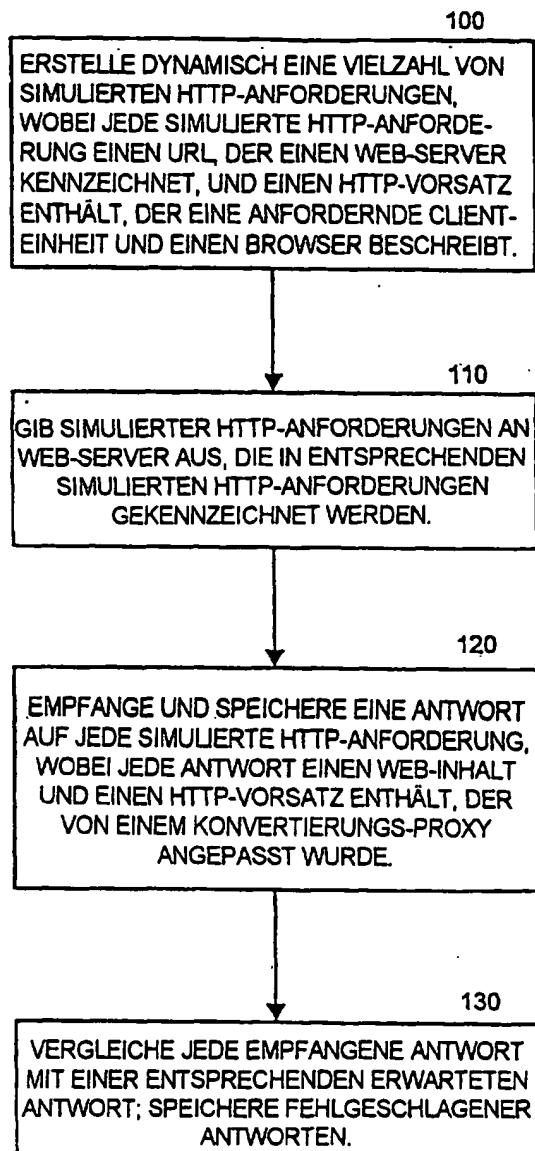 100
ERSTELLE DYNAMISCH EINE VIELZAHL VON
SIMULIERTEN HTTP-ANFORDERUNGEN,
WOBEI JEDE SIMULIERTE HTTP-ANFORDE-
RUNG EINEN URL, DER EINEN WEB-SERVER
KENNZEICHNET, UND EINEN HTTP-VORSATZ
ENTHÄLT, DER EINE ANFORDERNDE CLIENT-
EINHEIT UND EINEN BROWSER BESCHREIBT.
110
GIB SIMULIERTER HTTP-ANFORDERUNGEN AN
WEB-SERVER AUS, DIE IN ENTSPRECHENDEN
SIMULIERTEN HTTP-ANFORDERUNGEN
GEKENNZEICHNET WERDEN.
120
EMPFANGE UND SPEICHERE EINE ANTWORT
AUF JEDE SIMULIERTE HTTP-ANFORDERUNG,
WOBEI JEDE ANTWORT EINEN WEB-INHALT
UND EINEN HTTP-VORSATZ ENTHÄLT, DER
VON EINEM KONVERTIERUNGS-PROXY
ANGEPASST WURDE.
130
VERGLEICHE JEDE EMPFANGENE ANTWORT
MIT EINER ENTSPRECHENDEN ERWARTETEN
ANTWORT; SPEICHERE FEHLGESCHLAGENER
ANTWORTEN.